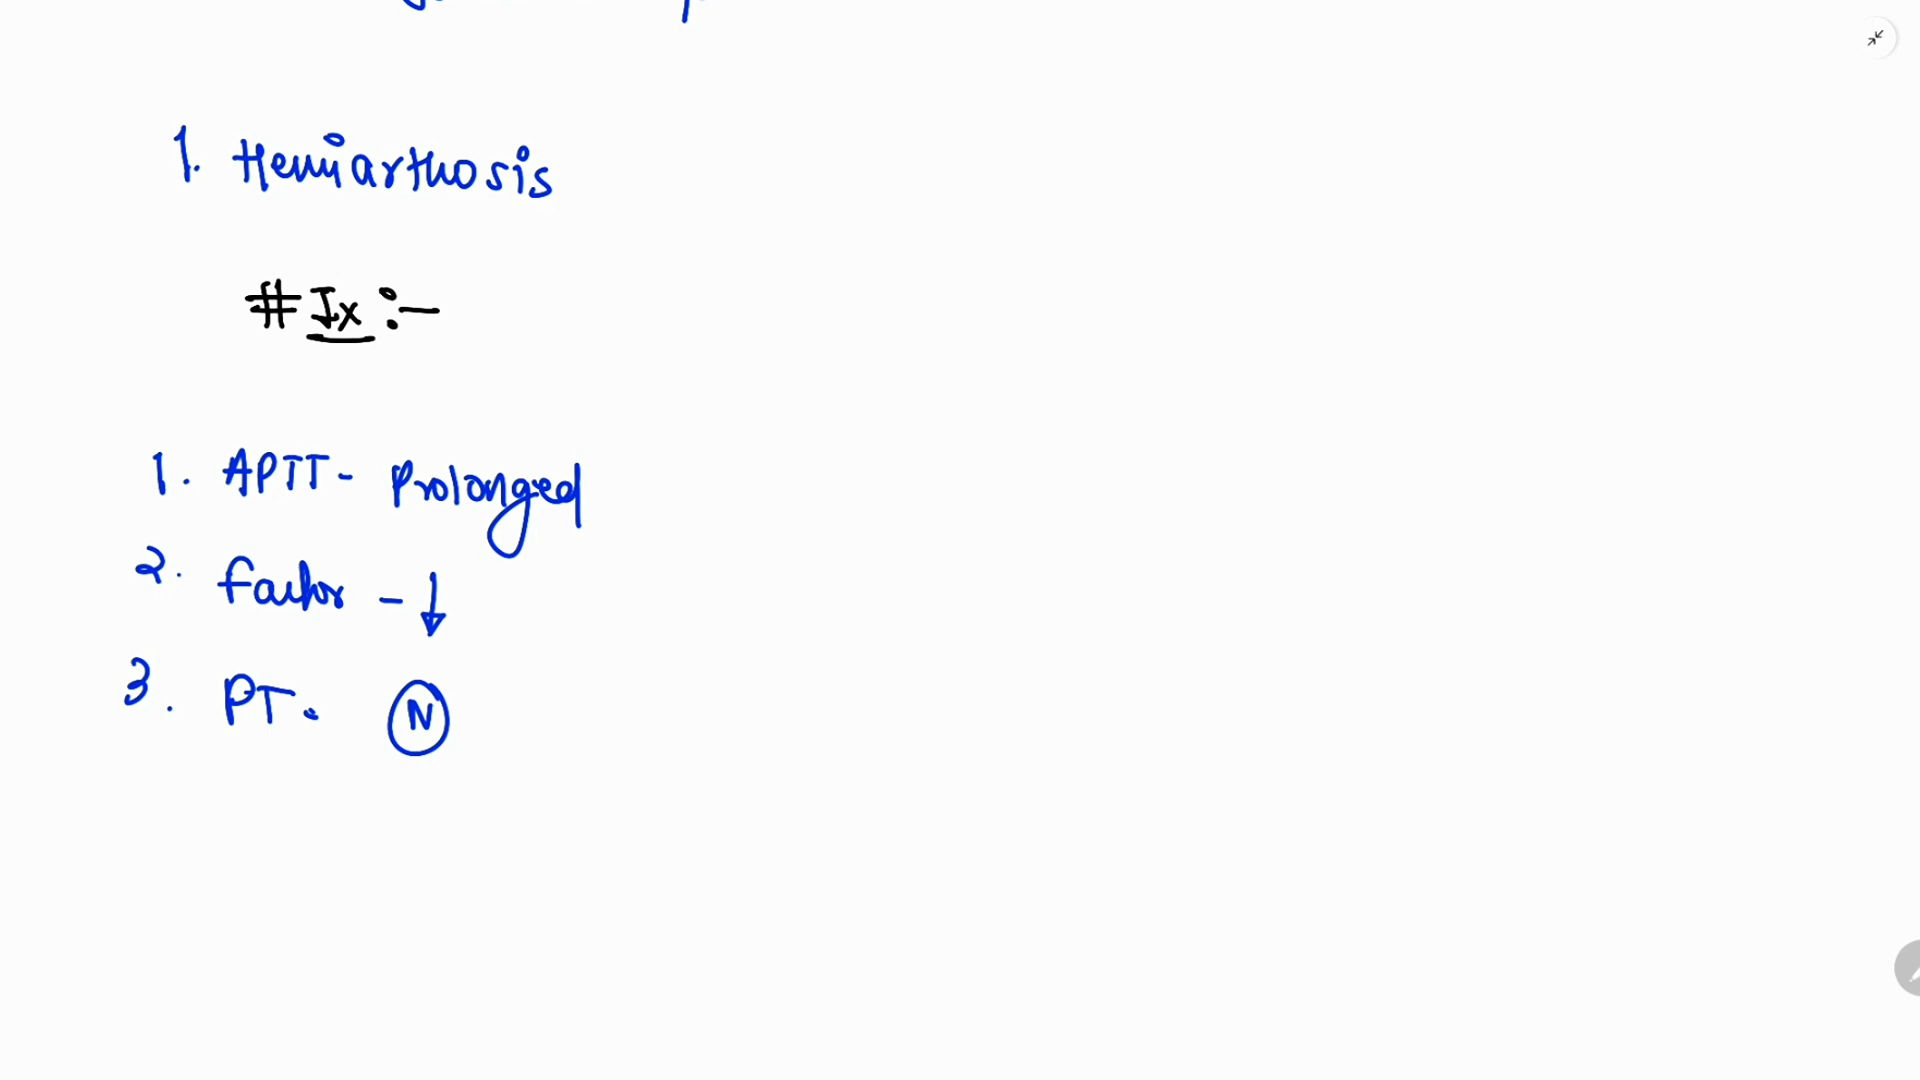 1. Hemiarthosis
# Ix :-
1. APTT - Prolonged
2. factor - ↓
3. PT - N